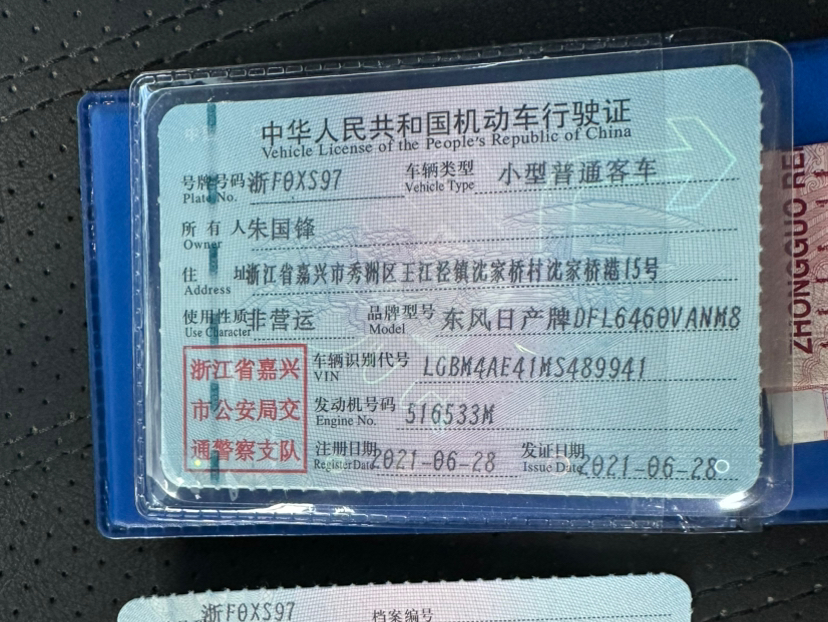 中华人民共和国机动车行驶证
Vehicle License of the People's Republic of China
号牌号码 浙F0XS97 车辆类型 小型普通客车
Plate No. Vehicle Type
所有人 朱国锋
Owner
住址 浙江省嘉兴市秀洲区王江泾镇沈家桥村沈家桥港15号
Address
使用性质 非营运 品牌型号 东风日产牌DFL6460VANM8
Use Character Model
浙江省嘉兴
市公安局交
通警察支队
车辆识别代号 LGBM4AE41MS489941
VIN
发动机号码 516533M
Engine No.
注册日期 2021-06-28 发证日期 2021-06-28
Register Date Issue Date
ZHONGGUO RE
浙F0XS97 档案编号